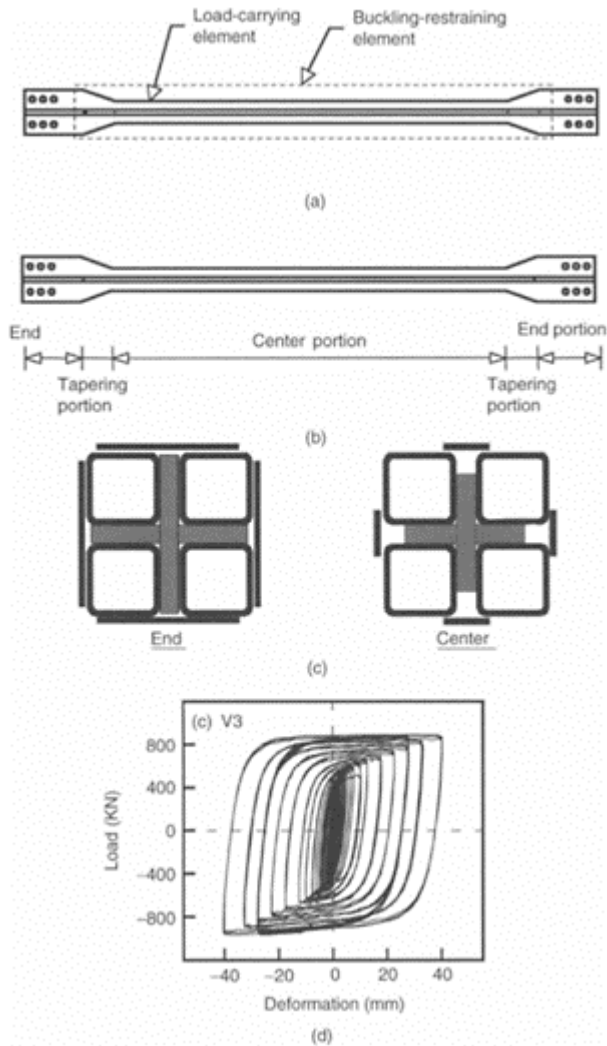 Load-carrying
element
Buckling-restraining
element
(a)
End
Center portion
End portion
Tapering
portion
Tapering
portion
(b)
End
Center
(c)
(c) V3
Load (KN)
800
400
0
−400
−800
−40
−20
0
20
40
Deformation (mm)
(d)